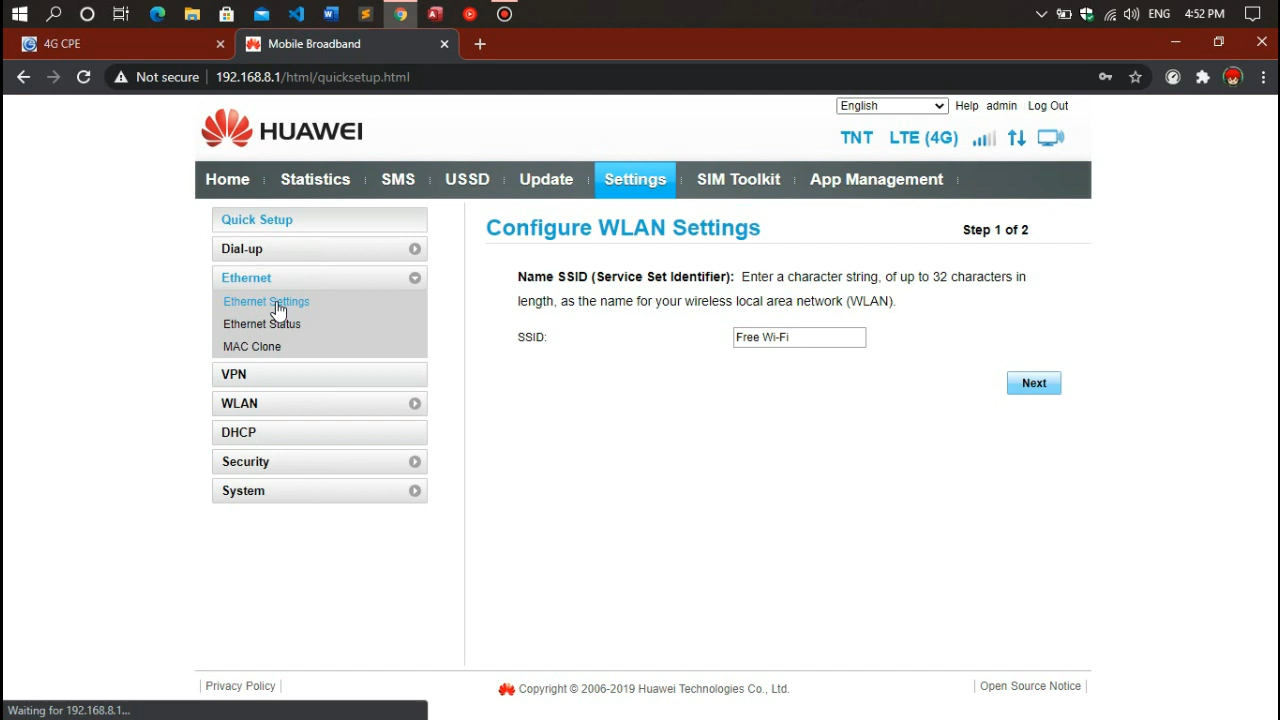 ENG 4:52 PM
4G CPE
Mobile Broadband
Not secure 192.168.8.1/html/quicksetup.html
English Help admin Log Out
HUAWEI
TNT LTE (4G)
Home Statistics SMS USSD Update Settings SIM Toolkit App Management
Quick Setup
Dial-up
Ethernet
Ethernet Settings
Ethernet Status
MAC Clone
VPN
WLAN
DHCP
Security
System
Configure WLAN Settings Step 1 of 2
Name SSID (Service Set Identifier): Enter a character string, of up to 32 characters in
length, as the name for your wireless local area network (WLAN).
SSID: Free Wi-Fi
Next
Privacy Policy Copyright © 2006-2019 Huawei Technologies Co., Ltd. Open Source Notice
Waiting for 192.168.8.1...